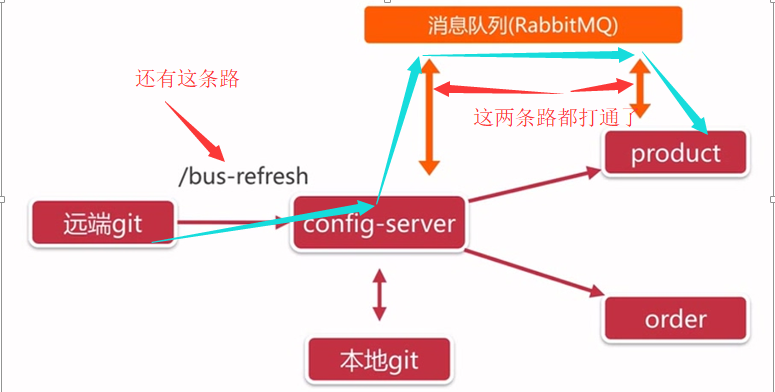 消息队列(RabbitMQ)
还有这条路
这两条路都打通了
product
/bus-refresh
远端git
config-server
order
本地git